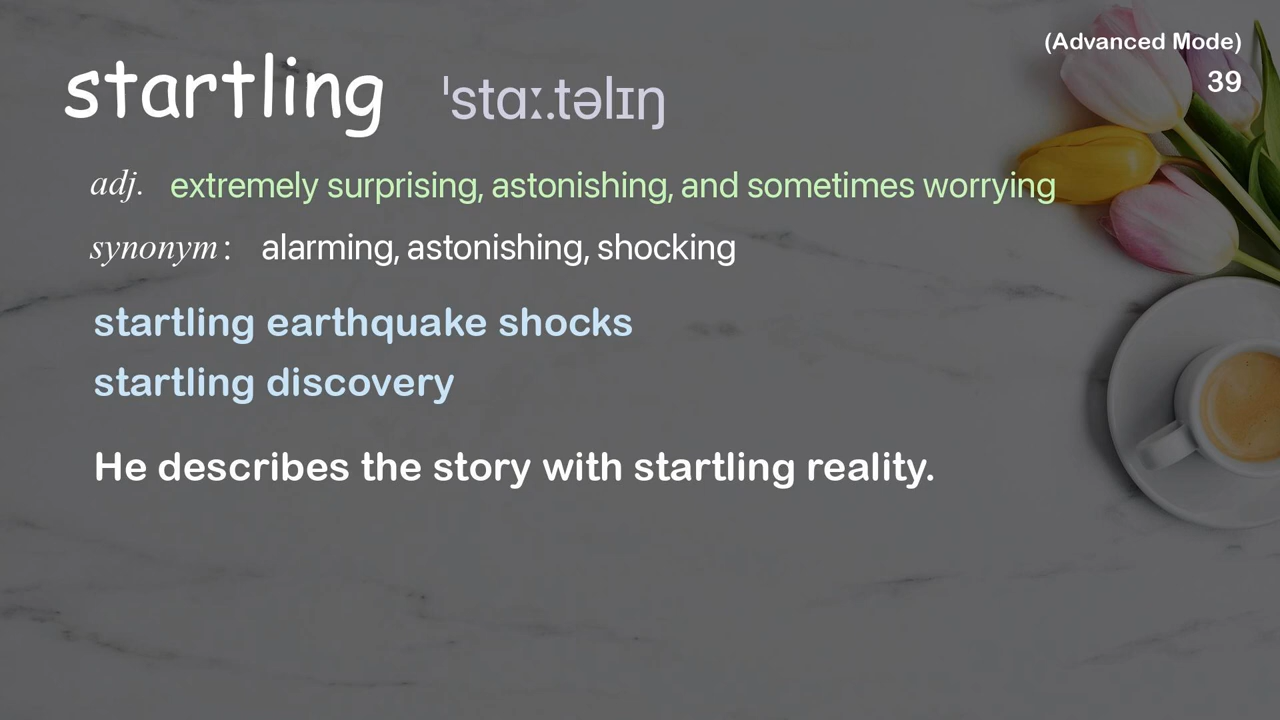 (Advanced Mode)
39
startling ˈstɑː.təlɪŋ
adj. extremely surprising, astonishing, and sometimes worrying
synonym: alarming, astonishing, shocking
startling earthquake shocks
startling discovery
He describes the story with startling reality.